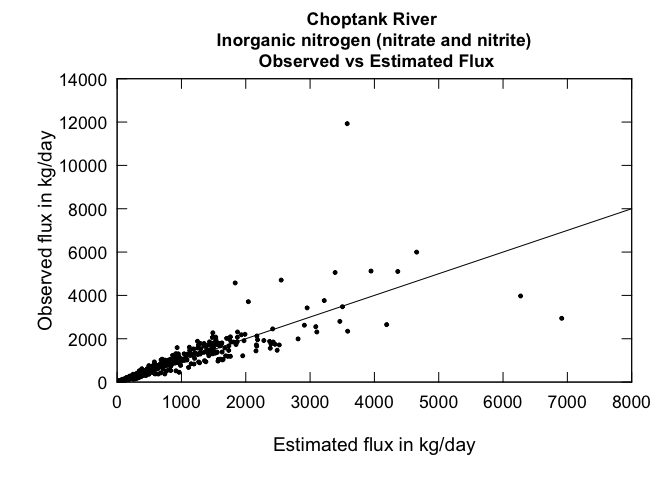 Choptank River
Inorganic nitrogen (nitrate and nitrite)
Observed vs Estimated Flux
14000
12000
10000
8000
6000
4000
2000
0
Observed flux in kg/day
0 1000 2000 3000 4000 5000 6000 7000 8000
Estimated flux in kg/day